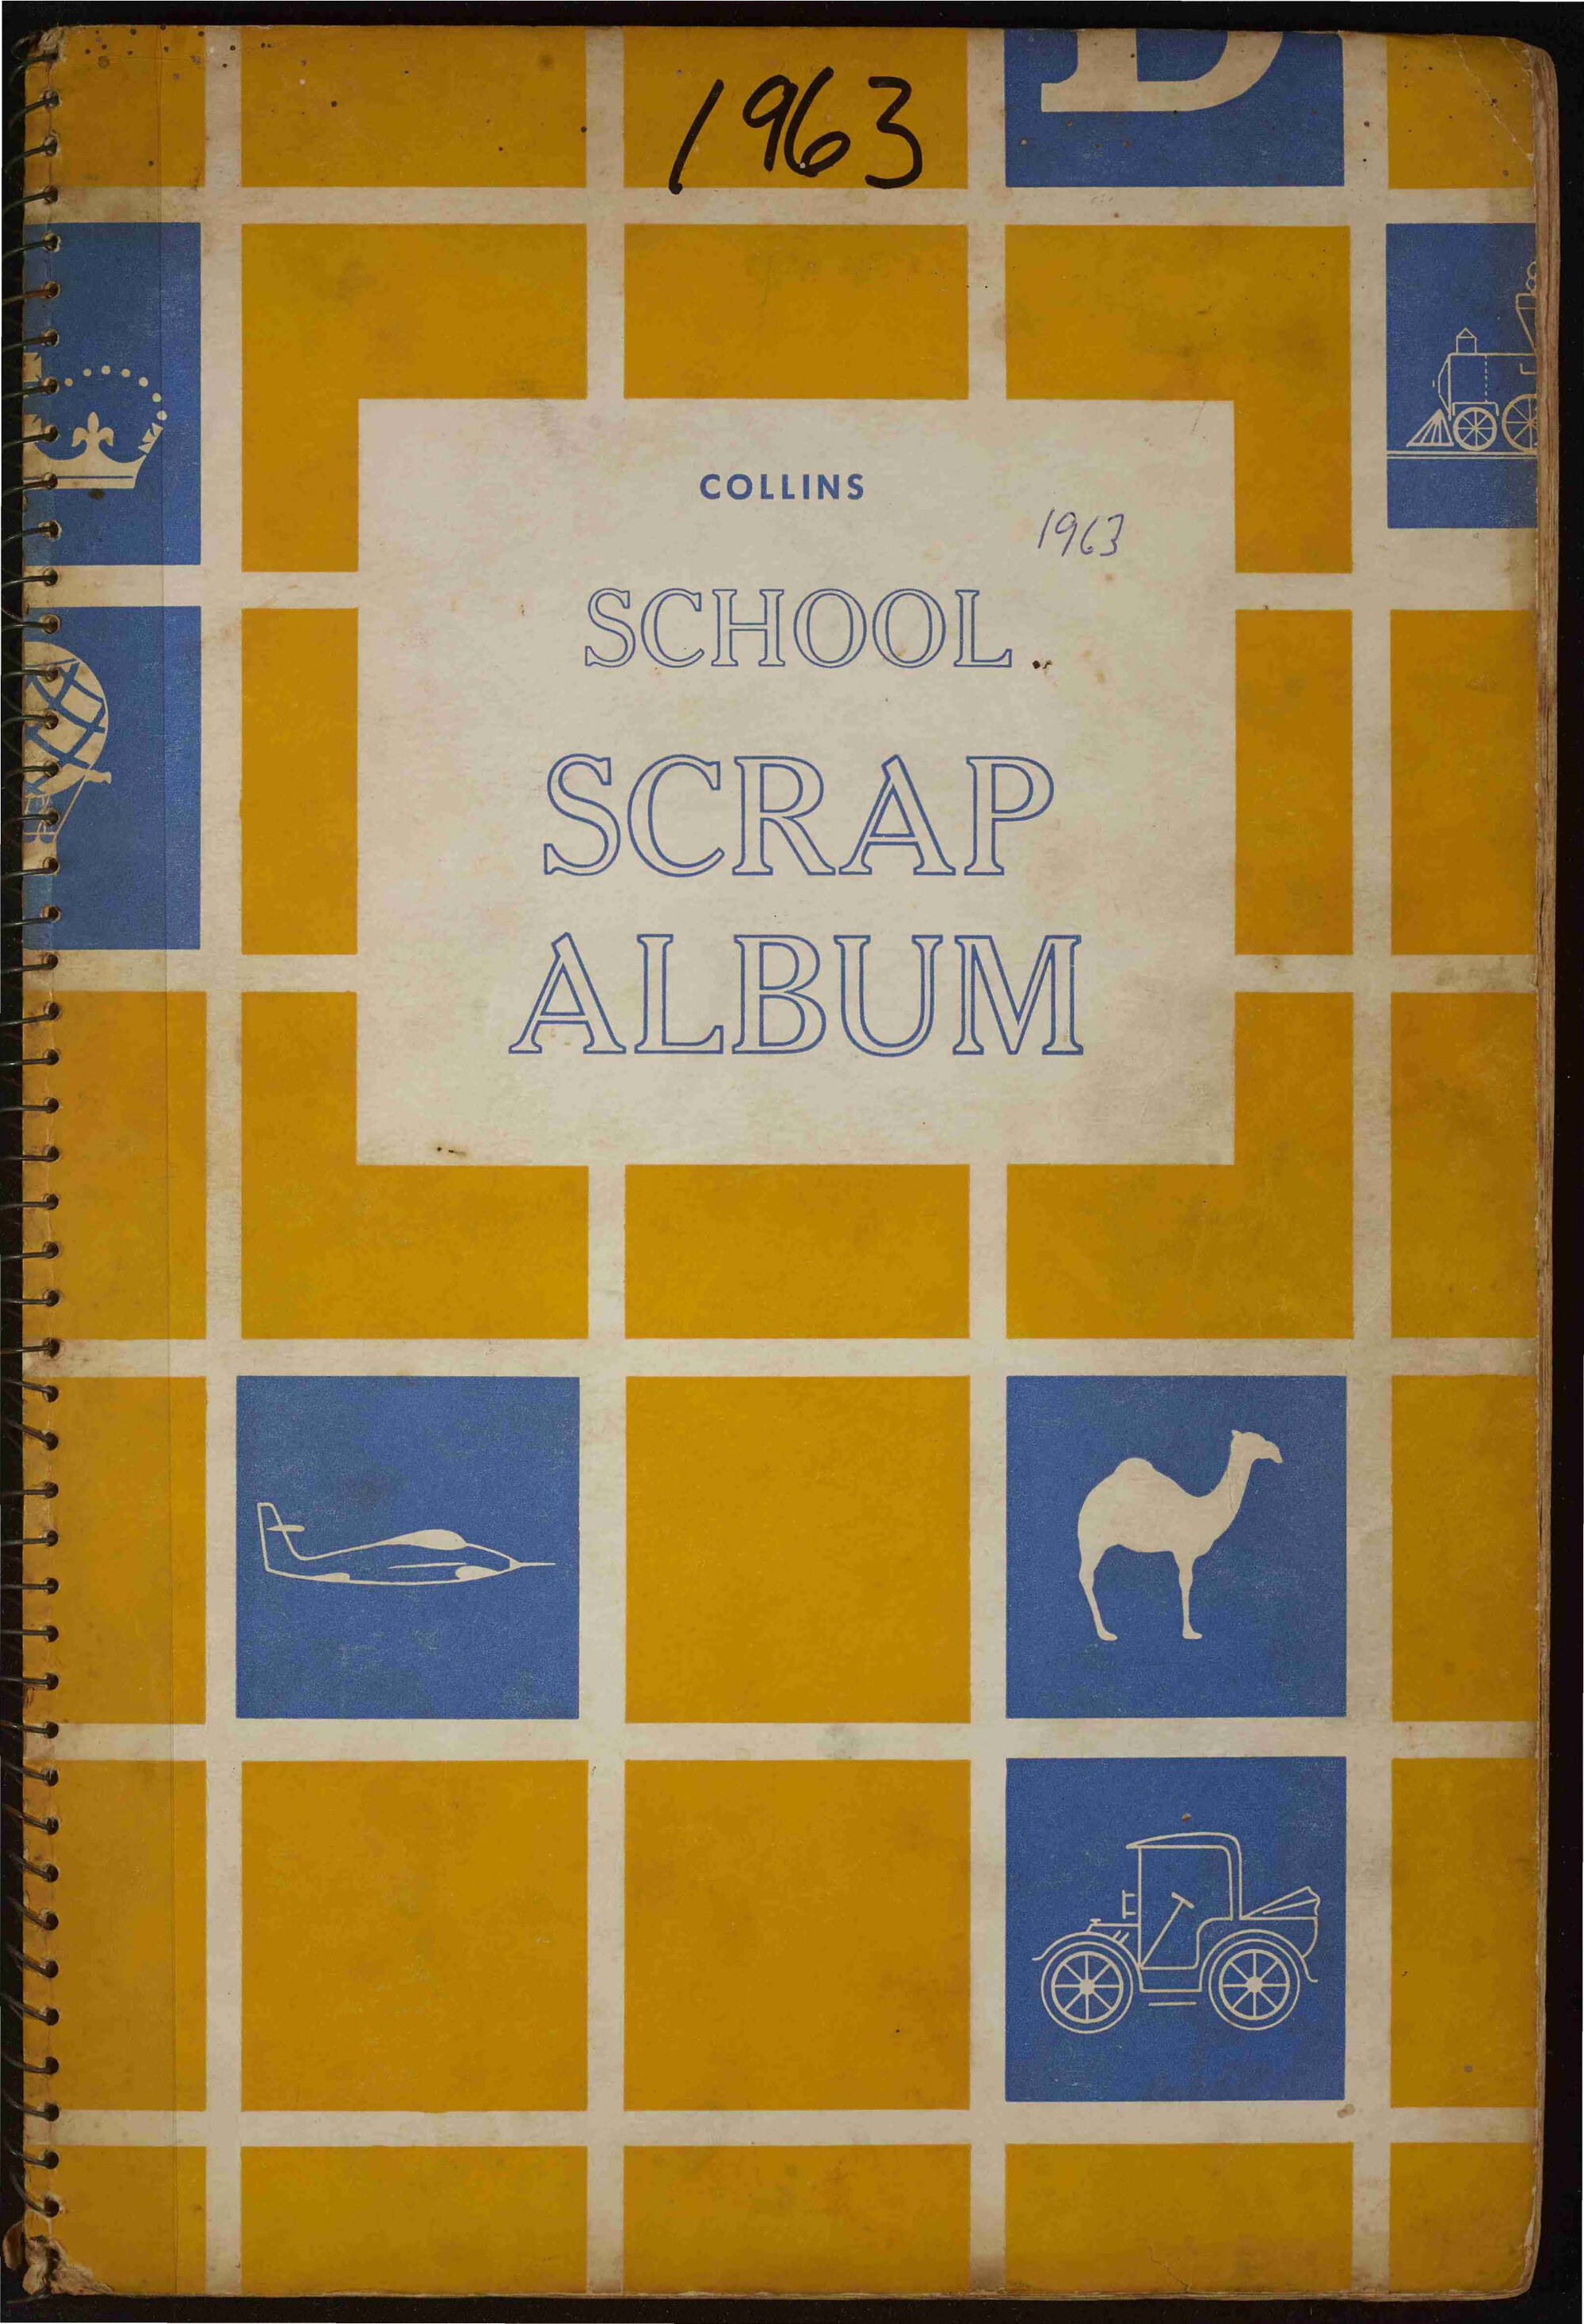 1963
COLLINS
1963
SCHOOL
SCRAP
ALBUM